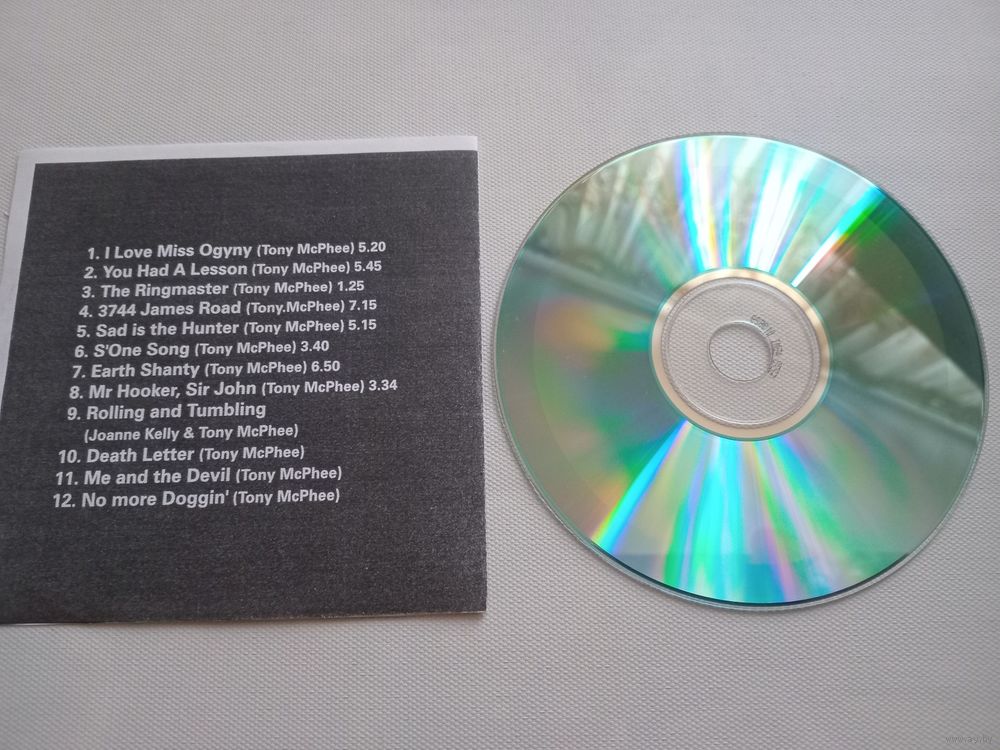 1. I Love Miss Ogyny (Tony McPhee) 5.20
2. You Had A Lesson (Tony McPhee) 5.45
3. The Ringmaster (Tony McPhee) 1.25
4. 3744 James Road (Tony.McPhee) 7.15
5. Sad is the Hunter (Tony McPhee) 5.15
6. S'One Song (Tony McPhee) 3.40
7. Earth Shanty (Tony McPhee) 6.50
8. Mr Hooker, Sir John (Tony McPhee) 3.34
9. Rolling and Tumbling
(Joanne Kelly & Tony McPhee)
10. Death Letter (Tony McPhee)
11. Me and the Devil (Tony McPhee)
12. No more Doggin' (Tony McPhee)